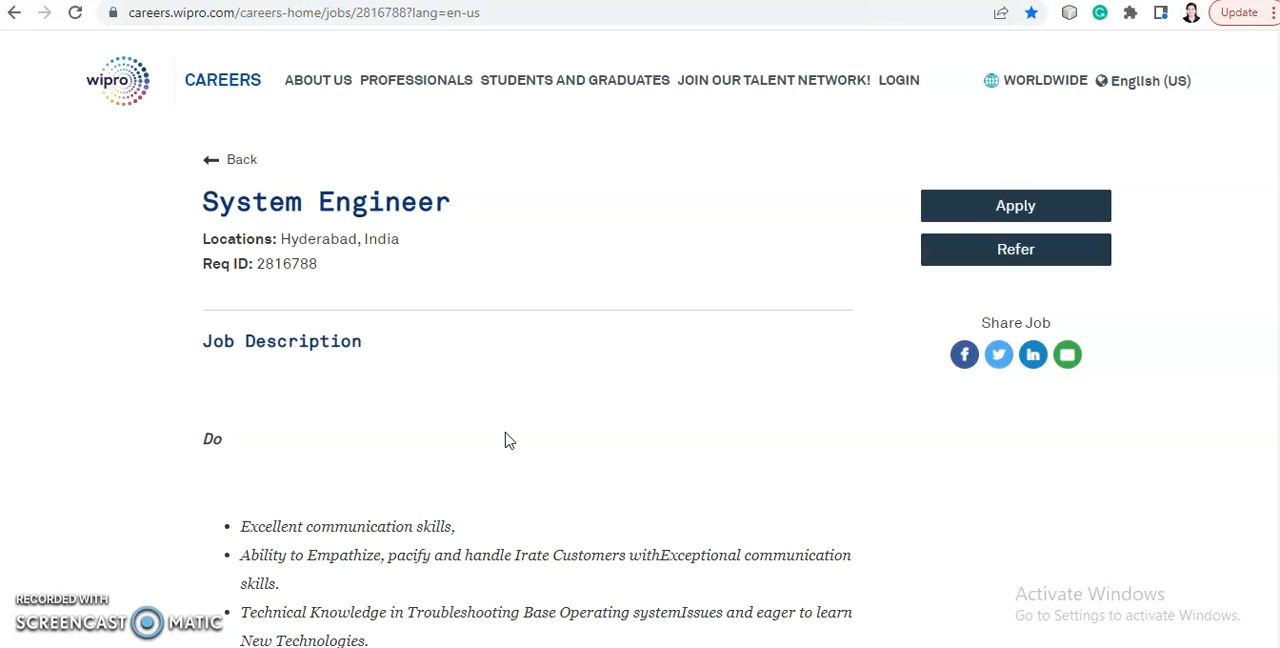 careers.wipro.com/careers-home/jobs/2816788?lang=en-us
Update
wipro
CAREERS
ABOUT US PROFESSIONALS STUDENTS AND GRADUATES JOIN OUR TALENT NETWORK! LOGIN
WORLDWIDE English (US)
Back
System Engineer
Apply
Locations: Hyderabad, India
Refer
Req ID: 2816788
Share Job
Job Description
Do
• Excellent communication skills,
• Ability to Empathize, pacify and handle Irate Customers withExceptional communication
skills.
• Technical Knowledge in Troubleshooting Base Operating systemIssues and eager to learn
New Technologies.
Activate Windows
Go to Settings to activate Windows.
RECORDED WITH
SCREENCAST MATIC